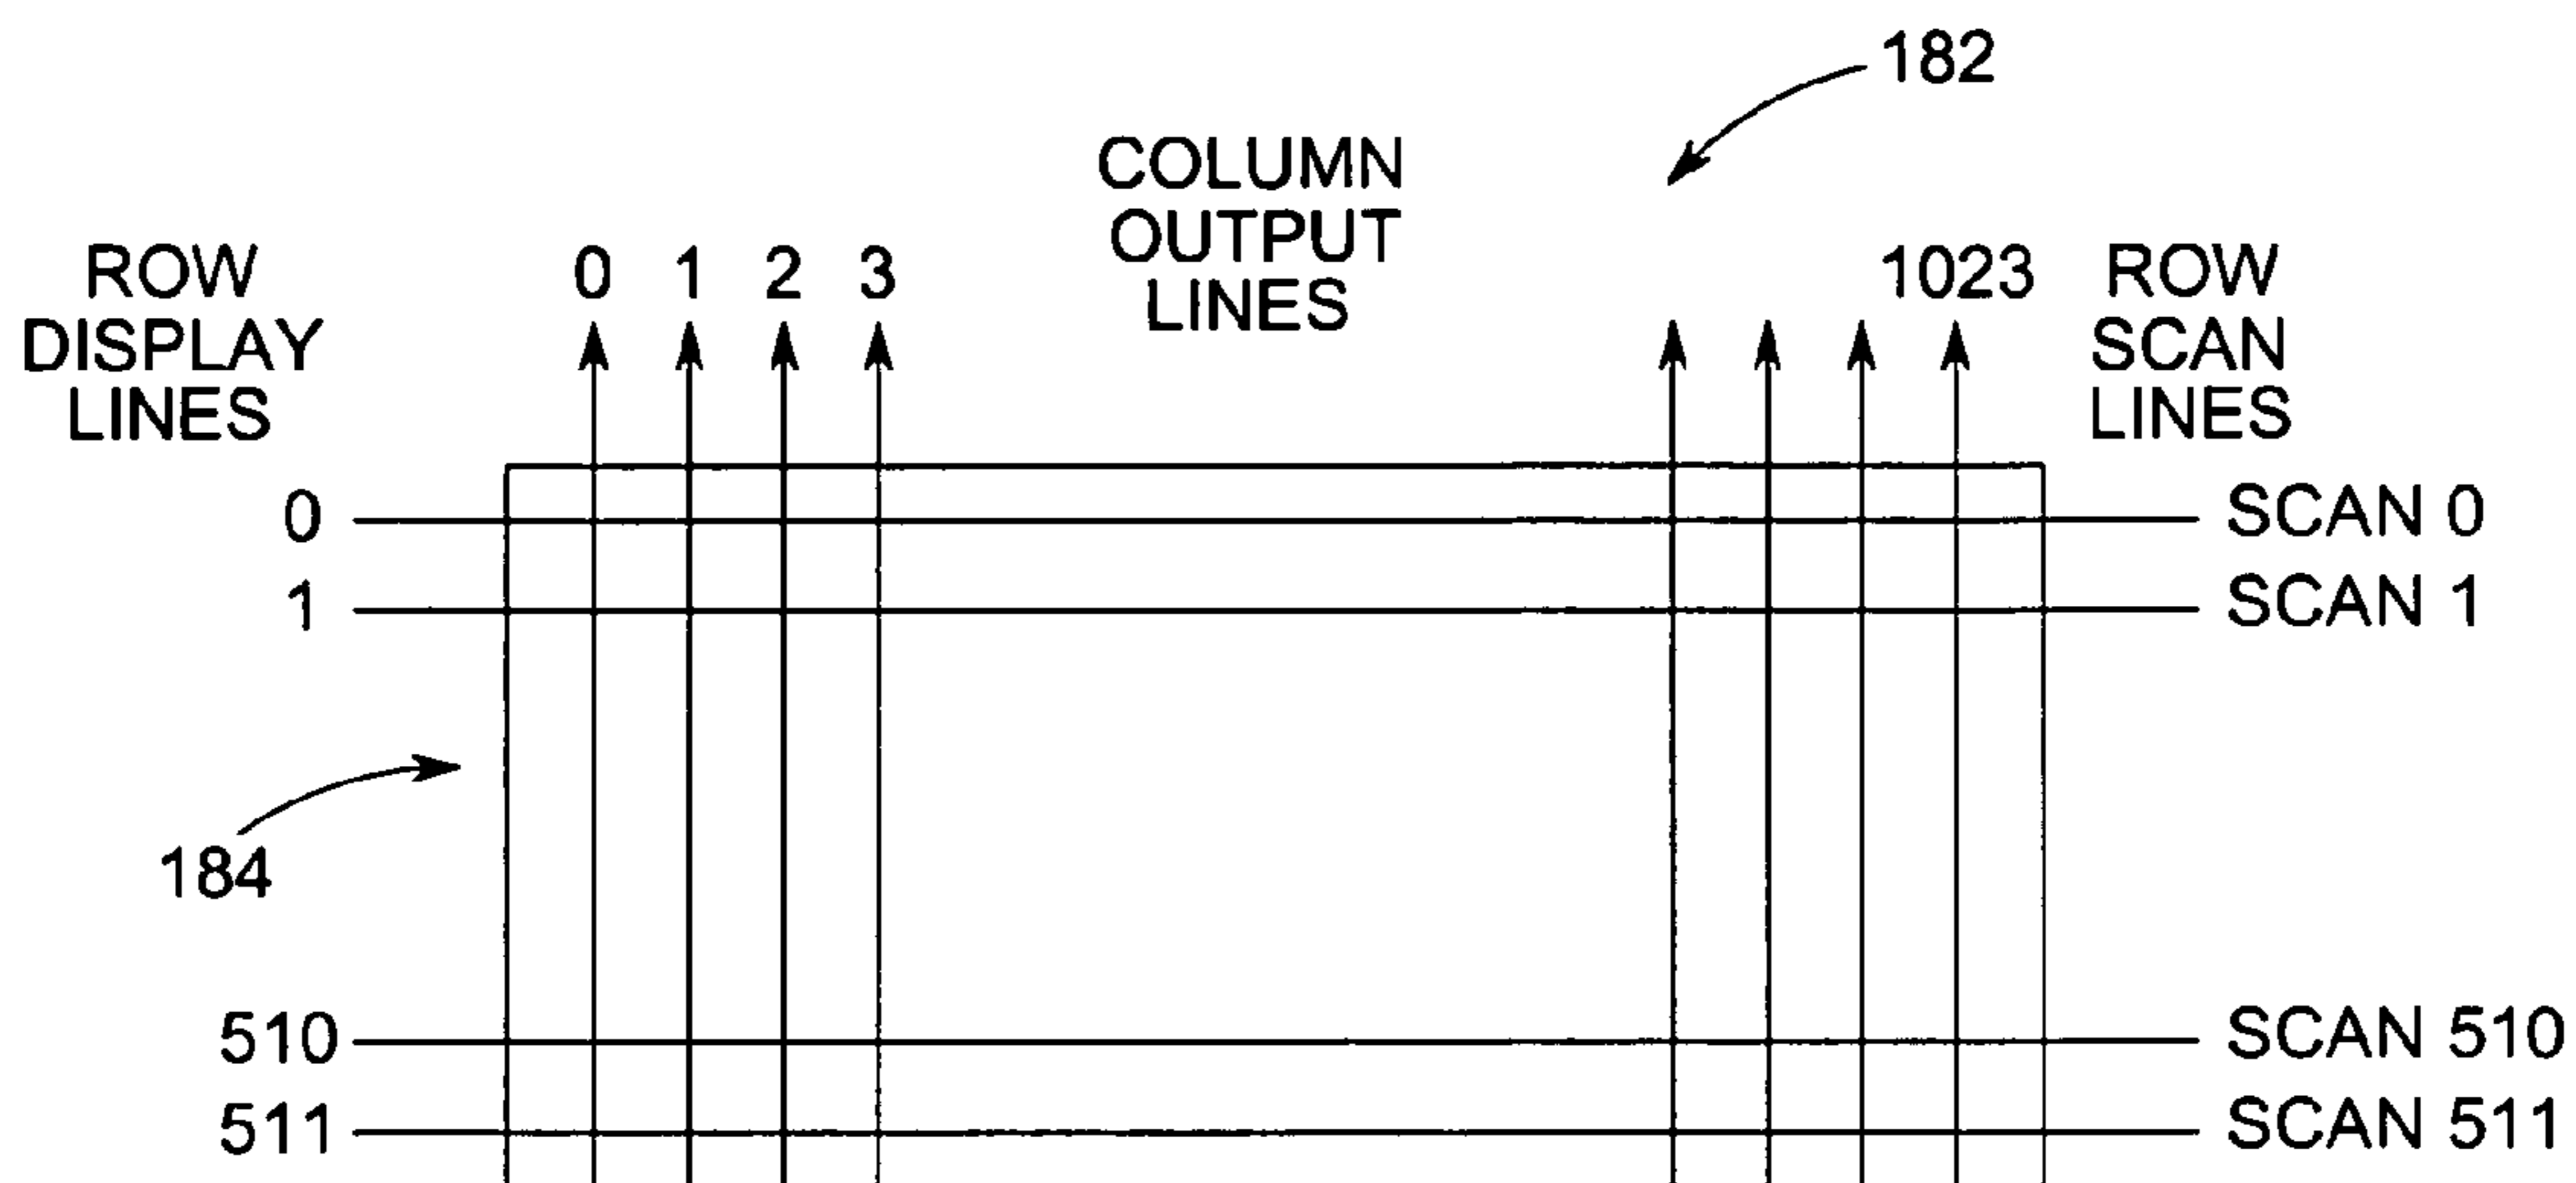 182
COLUMN
OUTPUT
LINES
ROW
DISPLAY
LINES
0 1 2 3
1023
ROW
SCAN
LINES
0
SCAN 0
1
SCAN 1
184
510
SCAN 510
511
SCAN 511